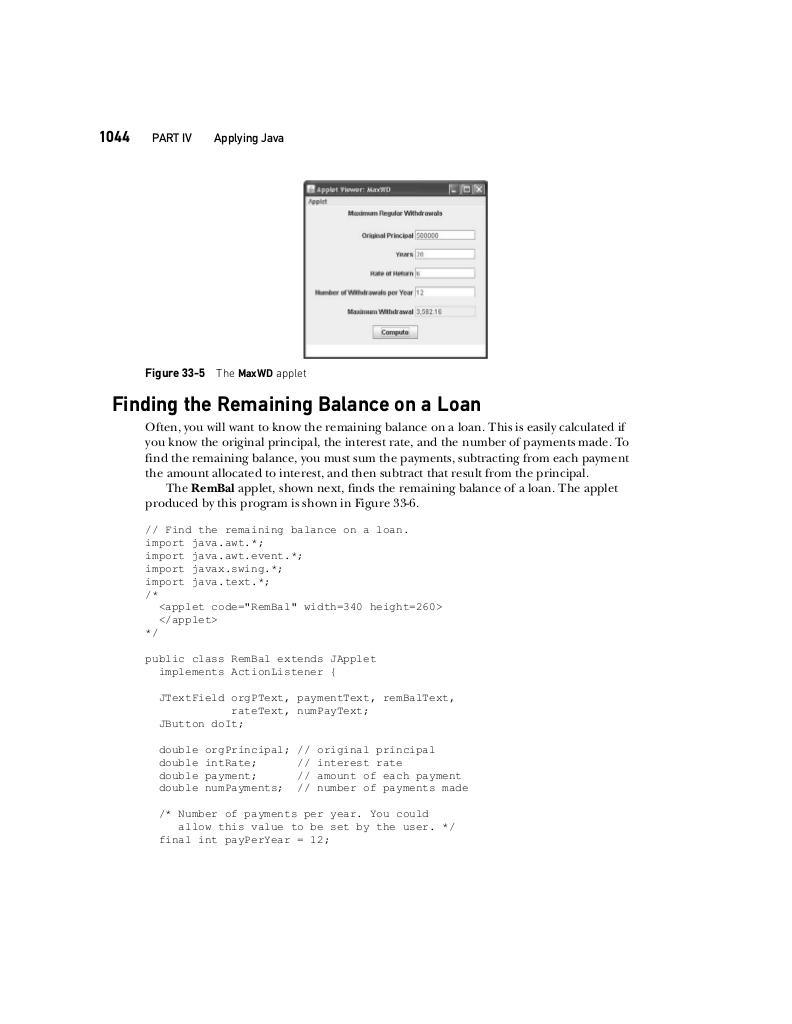 1044 PART IV Applying Java
Applet Viewer: MaxWD
Applet
Maximum Regular Withdrawals
Original Principal 500000
Years 20
Rate of Return 6
Number of Withdrawals per Year 12
Maximum Withdrawal 3,582.16
Compute
Figure 33-5 The MaxWD applet
Finding the Remaining Balance on a Loan
Often, you will want to know the remaining balance on a loan. This is easily calculated if
you know the original principal, the interest rate, and the number of payments made. To
find the remaining balance, you must sum the payments, subtracting from each payment
the amount allocated to interest, and then subtract that result from the principal.
The RemBal applet, shown next, finds the remaining balance of a loan. The applet
produced by this program is shown in Figure 33-6.
// Find the remaining balance on a loan.
import java.awt.*;
import java.awt.event.*;
import javax.swing.*;
import java.text.*;
/*
<applet code="RemBal" width=340 height=260>
</applet>
*/
public class RemBal extends JApplet
implements ActionListener {
JTextField orgPText, paymentText, remBalText,
rateText, numPayText;
JButton doIt;
double orgPrincipal; // original principal
double intRate; // interest rate
double payment; // amount of each payment
double numPayments; // number of payments made
/* Number of payments per year. You could
allow this value to be set by the user. */
final int payPerYear = 12;